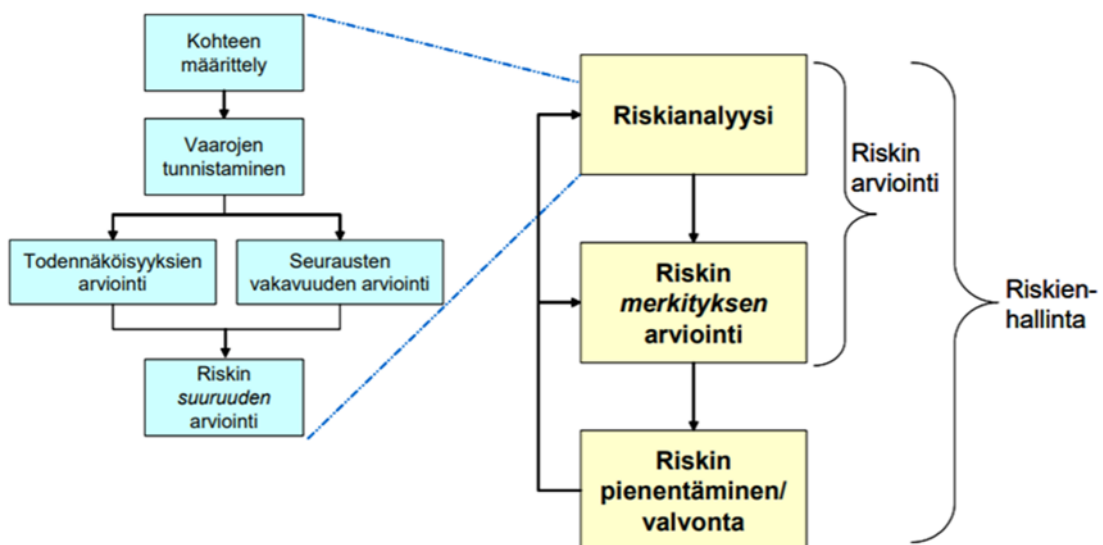 Kohteen
määrittely
Vaarojen
tunnistaminen
Todennäköisyyksien
arviointi
Seurausten
vakavuuden arviointi
Riskin
suuruuden
arviointi
Riskianalyysi
Riskin
merkityksen
arviointi
Riskin
pienentäminen/
valvonta
Riskin
arviointi
Riskien-
hallinta